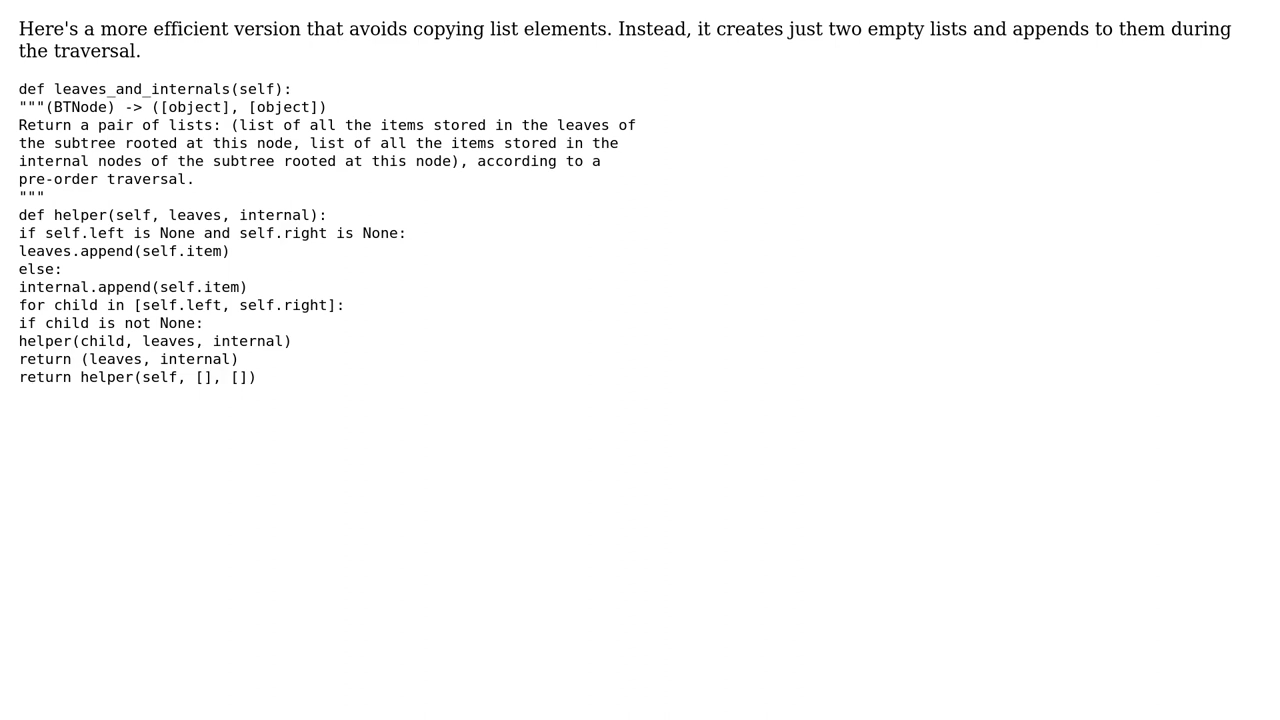 Here's a more efficient version that avoids copying list elements. Instead, it creates just two empty lists and appends to them during
the traversal.
def leaves_and_internals(self):
"""(BTNode) -> ([object], [object])
Return a pair of lists: (list of all the items stored in the leaves of
the subtree rooted at this node, list of all the items stored in the
internal nodes of the subtree rooted at this node), according to a
pre-order traversal.
"""
def helper(self, leaves, internal):
if self.left is None and self.right is None:
leaves.append(self.item)
else:
internal.append(self.item)
for child in [self.left, self.right]:
if child is not None:
helper(child, leaves, internal)
return (leaves, internal)
return helper(self, [], [])